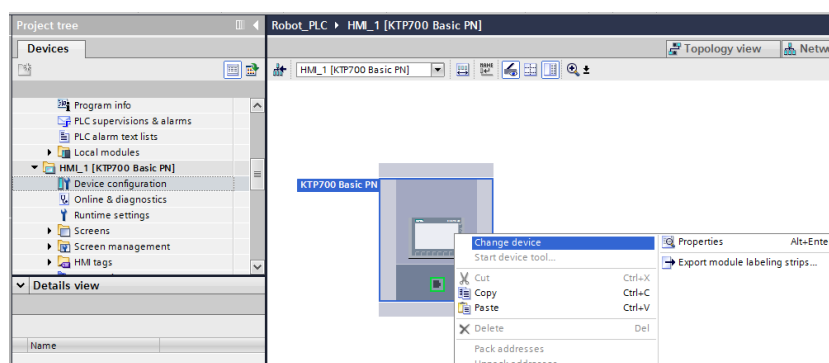 Project tree
Robot_PLC ▸ HMI_1 [KTP700 Basic PN]
Devices
Topology view
HMI_1 [KTP700 Basic PN]
Program info
PLC supervisions & alarms
PLC alarm text lists
Local modules
HMI_1 [KTP700 Basic PN]
Device configuration
Online & diagnostics
Runtime settings
Screens
Screen management
HMI tags
Details view
Name
KTP700 Basic PN
Change device
Start device tool...
Cut Ctrl+X
Copy Ctrl+C
Paste Ctrl+V
Delete Del
Pack addresses
Unpack addresses
Properties Alt+Ente
Export module labeling strips...